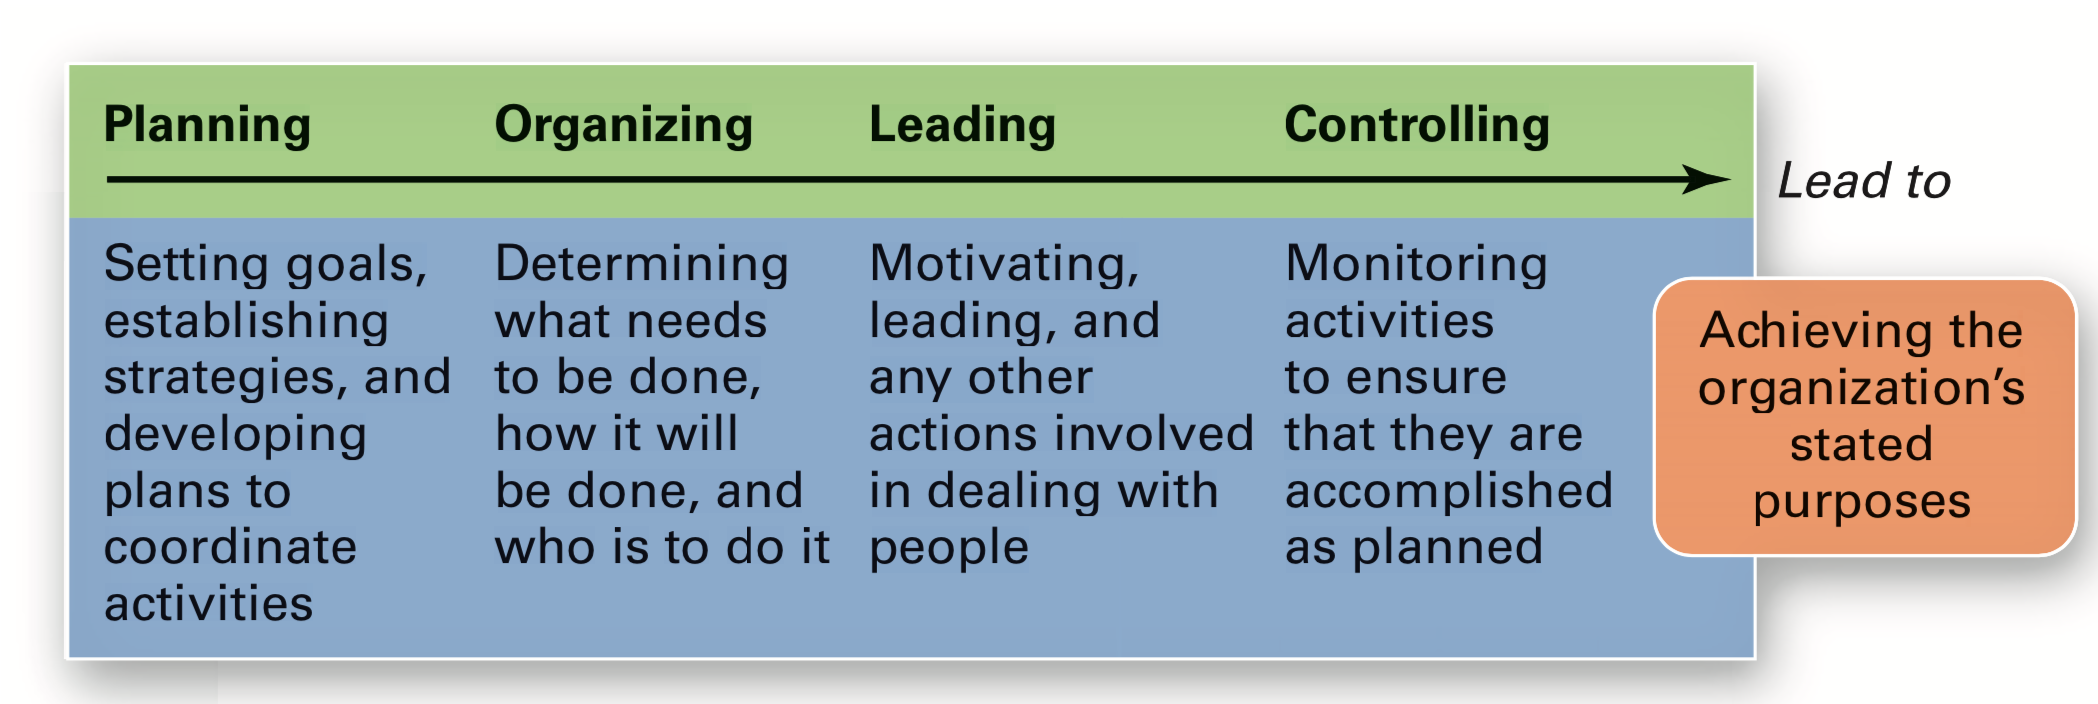 Planning
Organizing
Leading
Controlling
Lead to
Setting goals,
establishing
strategies, and
developing
plans to
coordinate
activities
Determining
what needs
to be done,
how it will
be done, and
who is to do it
Motivating,
leading, and
any other
actions involved
in dealing with
people
Monitoring
activities
to ensure
that they are
accomplished
as planned
Achieving the
organization’s
stated
purposes